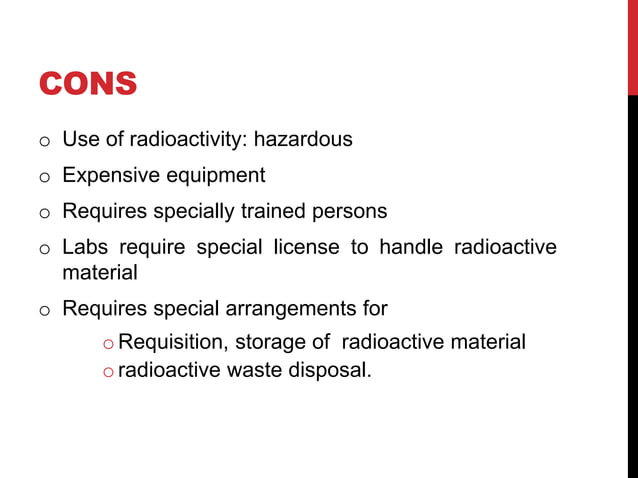 CONS
o Use of radioactivity: hazardous
o Expensive equipment
o Requires specially trained persons
o Labs require special license to handle radioactive
material
o Requires special arrangements for
o Requisition, storage of radioactive material
o radioactive waste disposal.